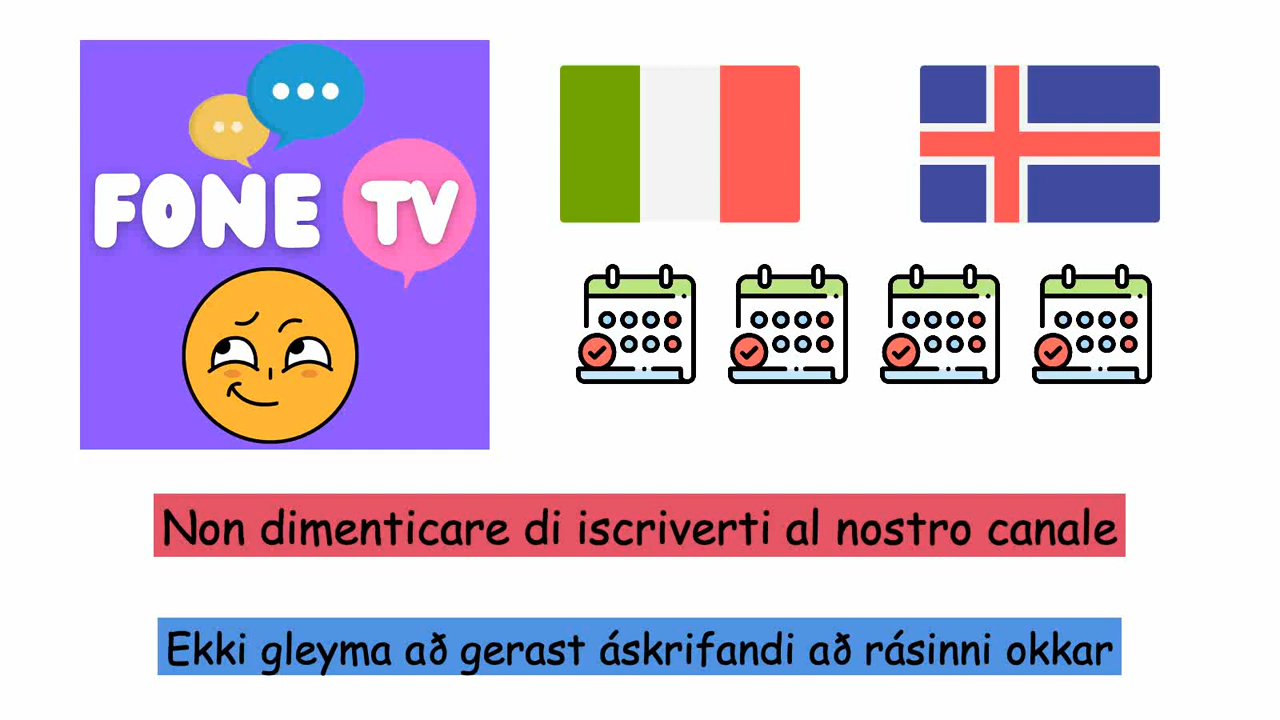 FONE TV
Non dimenticare di iscriverti al nostro canale
Ekki gleyma að gerast áskrifandi að rásinni okkar